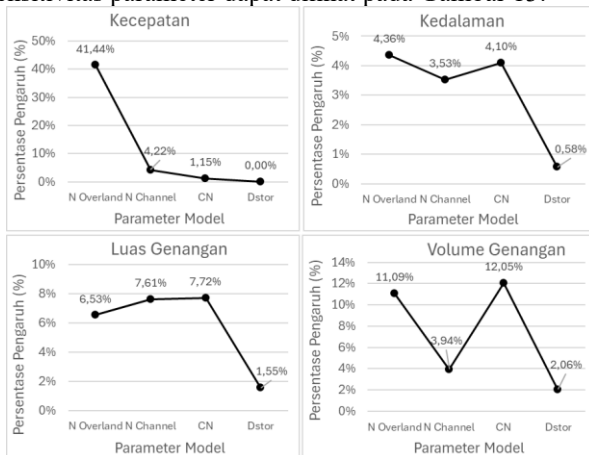 parameter dapat dilihat pada Gambar
Kecepatan
Persentase Pengaruh (%)
50%
40%
30%
20%
10%
0%
41,44%
4,22%
1,15%
0,00%
N Overland N Channel CN Dstor
Parameter Model
Kedalaman
Persentase Pengaruh (%)
5%
4%
3%
2%
1%
0%
4,36%
3,53%
4,10%
0,58%
N Overland N Channel CN Dstor
Parameter Model
Luas Genangan
Persentase Pengaruh (%)
10%
8%
6%
4%
2%
0%
6,53%
7,61%
7,72%
1,55%
N Overland N Channel CN Dstor
Parameter Model
Volume Genangan
Persentase Pengaruh (%)
14%
12%
10%
8%
6%
4%
2%
0%
11,09%
3,94%
12,05%
2,06%
N Overland N Channel CN Dstor
Parameter Model